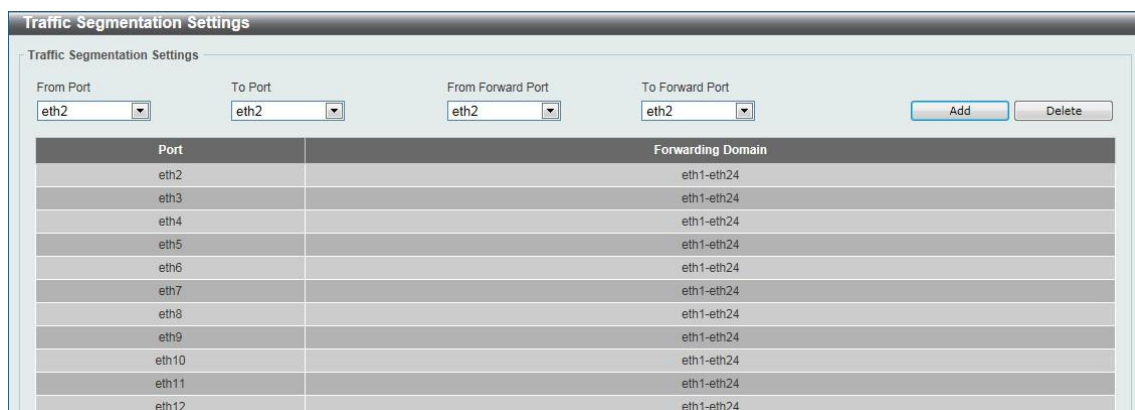 Traffic Segmentation Settings
Traffic Segmentation Settings
From Port To Port From Forward Port To Forward Port
eth2 eth2 eth2 eth2 Add Delete
Port Forwarding Domain
eth2 eth1-eth24
eth3 eth1-eth24
eth4 eth1-eth24
eth5 eth1-eth24
eth6 eth1-eth24
eth7 eth1-eth24
eth8 eth1-eth24
eth9 eth1-eth24
eth10 eth1-eth24
eth11 eth1-eth24
eth12 eth1-eth24